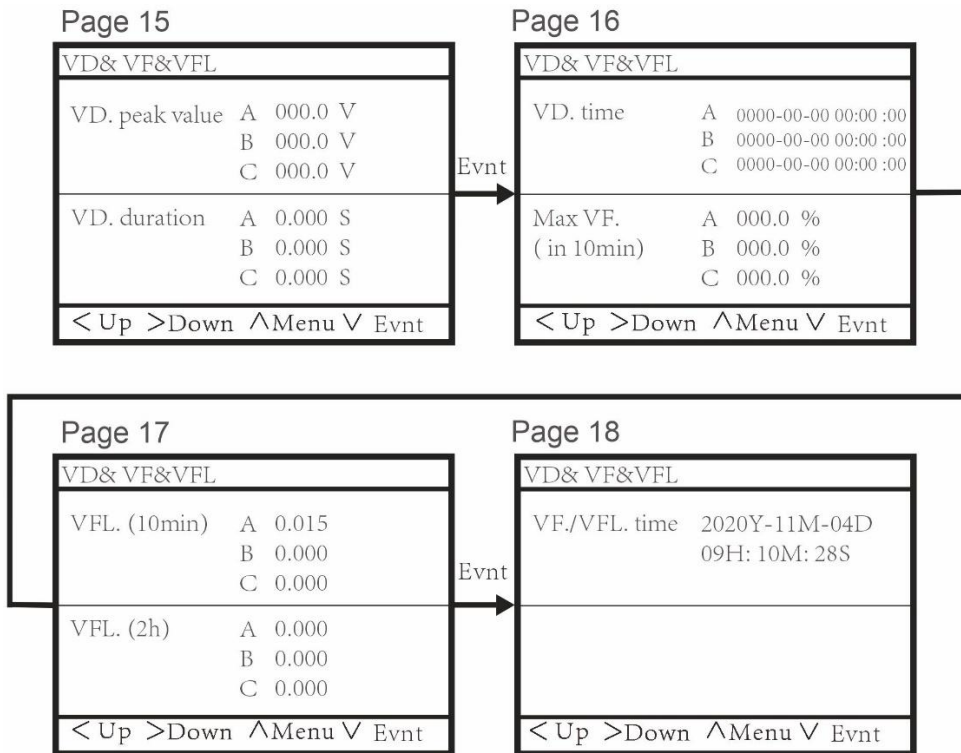 Page 15
VD& VF&VFL
VD. peak value A 000.0 V
B 000.0 V
C 000.0 V
VD. duration A 0.000 S
B 0.000 S
C 0.000 S
<Up >Down ∧Menu ∨ Evnt
Evnt
Page 16
VD& VF&VFL
VD. time A 0000-00-00 00:00 :00
B 0000-00-00 00:00 :00
C 0000-00-00 00:00 :00
Max VF. A 000.0 %
( in 10min) B 000.0 %
C 000.0 %
<Up >Down ∧Menu ∨ Evnt
Page 17
VD& VF&VFL
VFL. (10min) A 0.015
B 0.000
C 0.000
VFL. (2h) A 0.000
B 0.000
C 0.000
<Up >Down ∧Menu ∨ Evnt
Evnt
Page 18
VD& VF&VFL
VF./VFL. time 2020Y-11M-04D
09H: 10M: 28S
<Up >Down ∧Menu ∨ Evnt